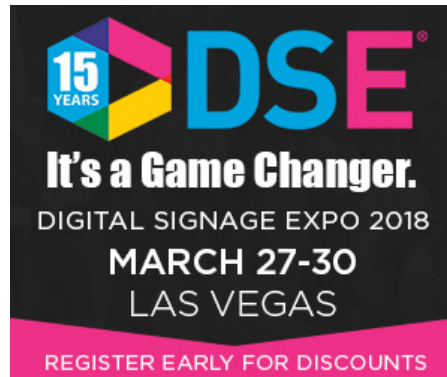 15
YEARS
DSE®
It's a Game Changer.
DIGITAL SIGNAGE EXPO 2018
MARCH 27-30
LAS VEGAS
REGISTER EARLY FOR DISCOUNTS